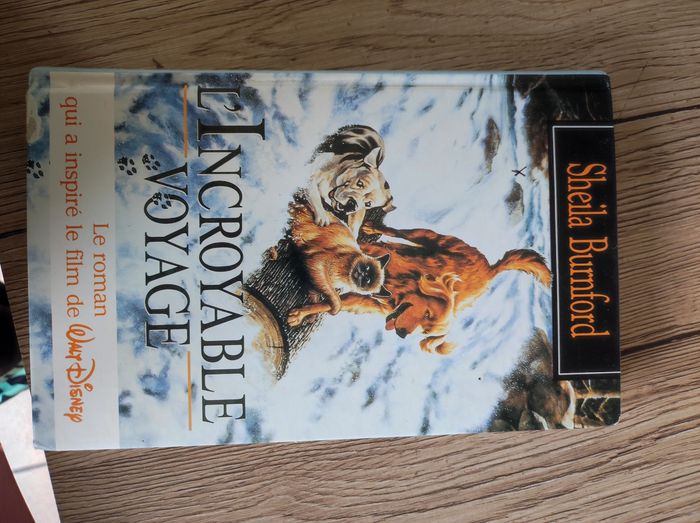 Sheila Burnford
L'INCROYABLE
VOYAGE
Le roman
qui a inspiré le film de WALT DISNEY